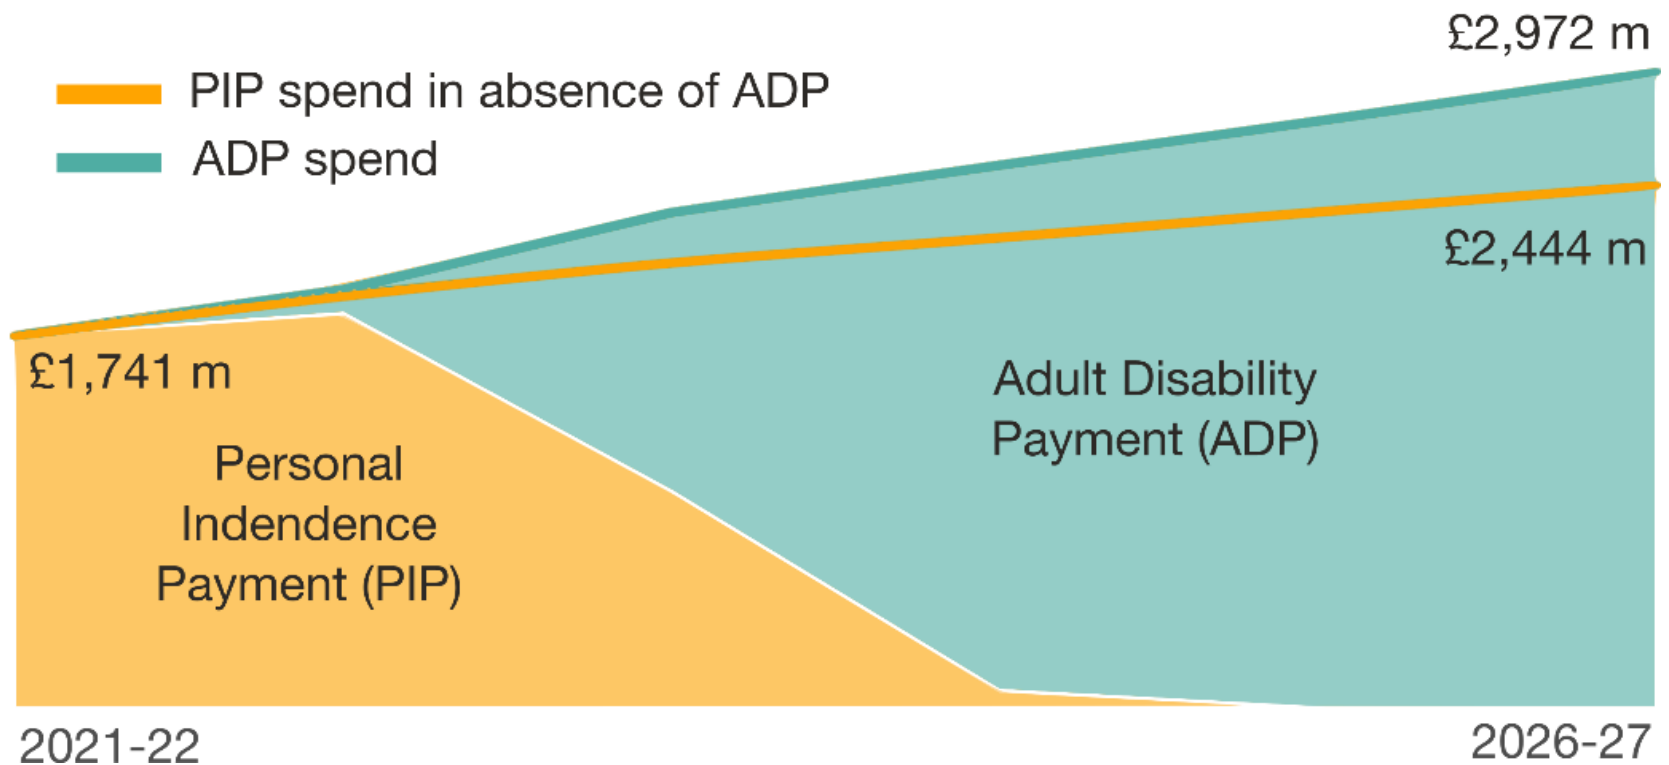 £2,972 m
PIP spend in absence of ADP
ADP spend
£2,444 m
£1,741 m
Adult Disability
Payment (ADP)
Personal
Indendence
Payment (PIP)
2021-22
2026-27